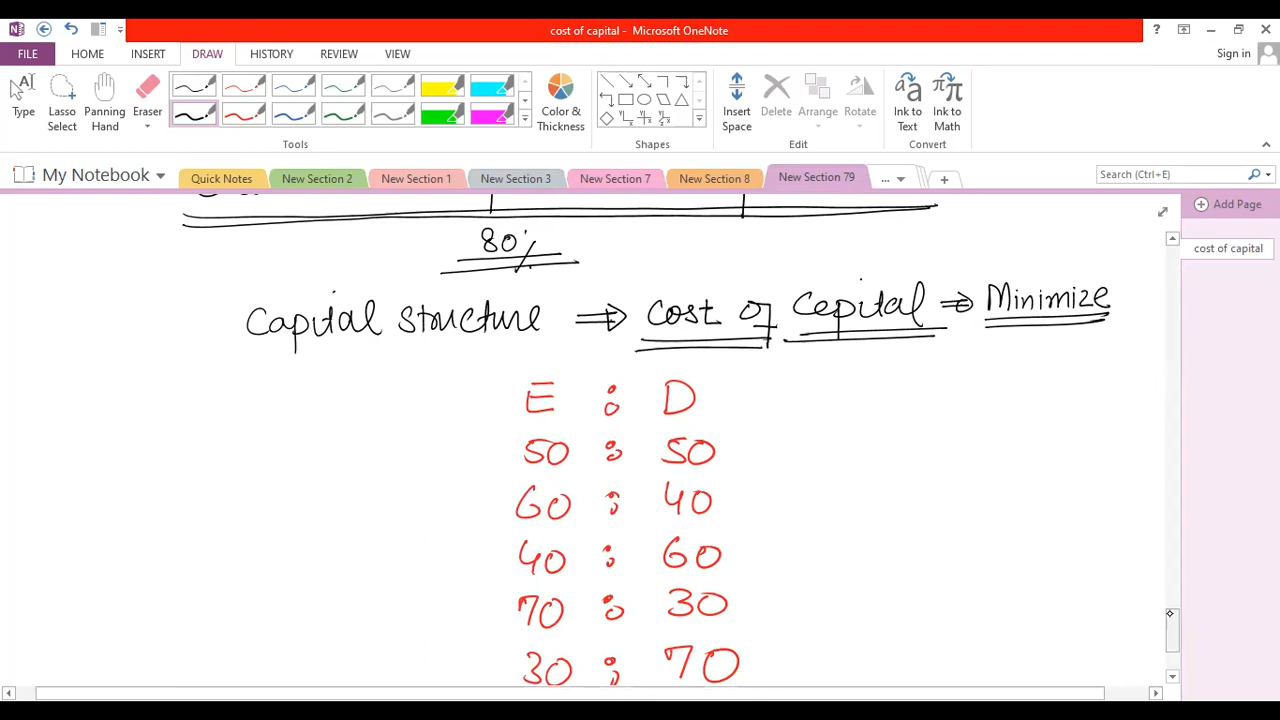 cost of capital - Microsoft OneNote
?
Sign in
FILE HOME INSERT DRAW HISTORY REVIEW VIEW
Type
Lasso Select
Panning Hand
Eraser
Color & Thickness
Insert Space
Delete
Arrange
Rotate
Ink to Text
Ink to Math
Tools
Shapes
Edit
Convert
My Notebook
Quick Notes
New Section 2
New Section 1
New Section 3
New Section 7
New Section 8
New Section 79
...
Search (Ctrl+E)
Add Page
cost of capital
80%
Capital structure ⇒ Cost of Cepital ⇒ Minimize
E : D
50 : 50
60 : 40
40 : 60
70 : 30
30 : 70